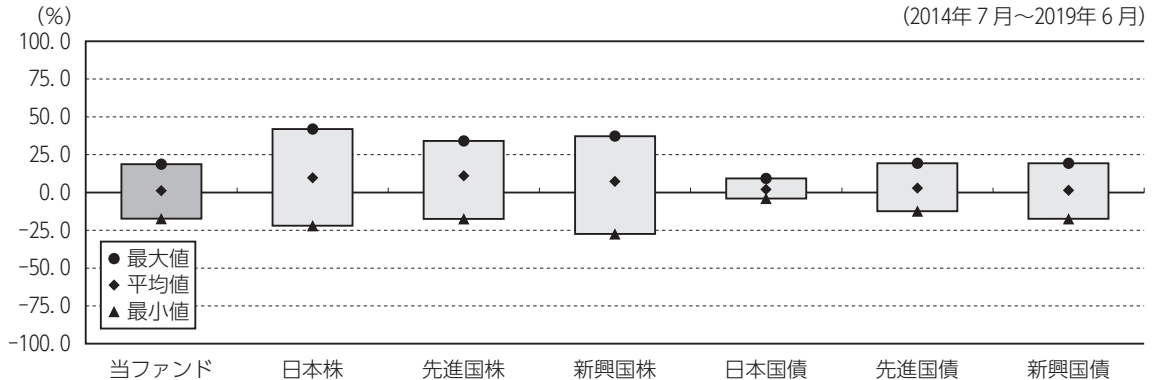 (%)
(2014年7月～2019年6月)
100.0
75.0
50.0
25.0
0.0
-25.0
-50.0
-75.0
-100.0
●最大値
◆平均値
▲最小値
当ファンド 日本株 先進国株 新興国株 日本国債 先進国債 新興国債